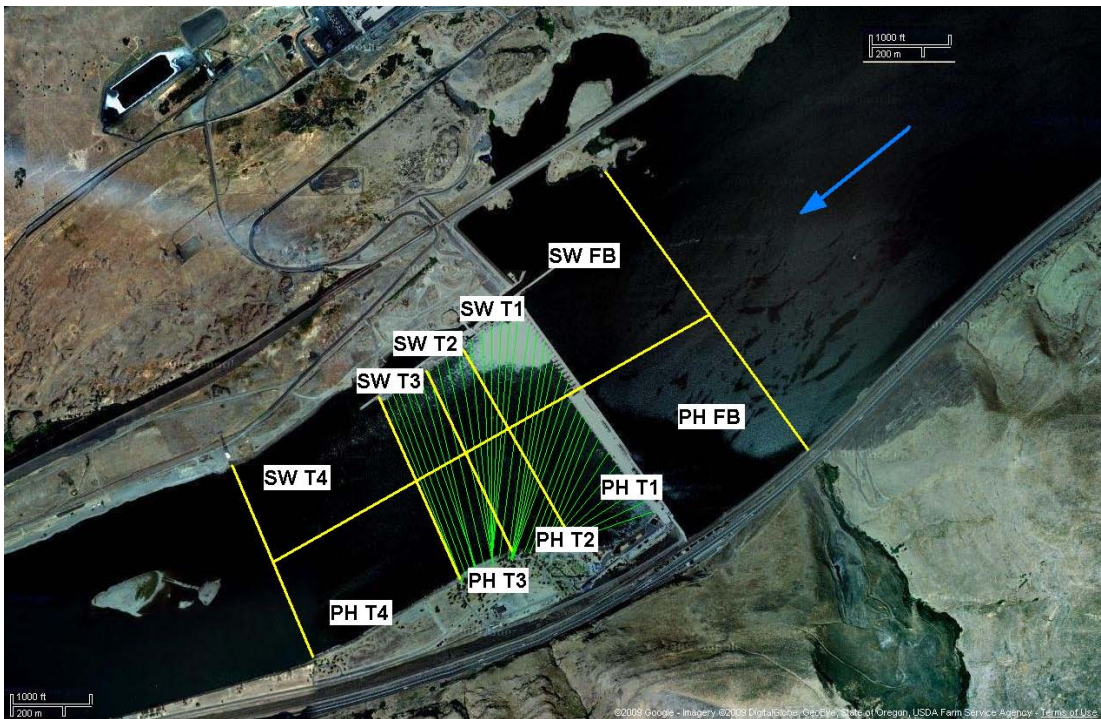 1000 ft
200 m
SW FB
SW T1
SW T2
SW T3
PH FB
SW T4
PH T1
PH T2
PH T3
PH T4
1000 ft
200 m
©2009 Google - Imagery ©2009 DigitalGlobe, GeoEye, State of Oregon, USDA Farm Service Agency - Terms of Use